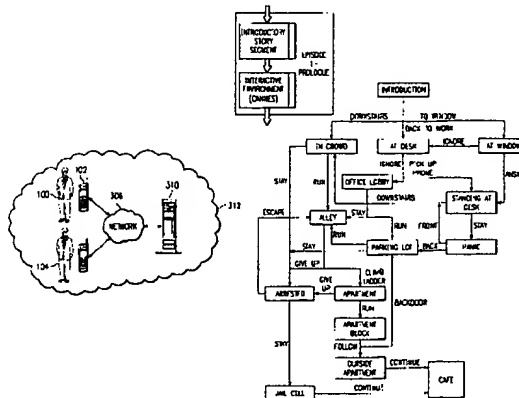 INTRODUCTORY
STORY
SEGMENT
INTERACTIVE
ENVIRONMENT
(GAMES)
EPISODE
1 -
PROLOGUE
100
102
306
310
312
104
NETWORK
INTRODUCTION
DOWNSTAIRS
TO WINDOW
BACK TO WORK
IN CROWD
AT DESK
IGNORE
AT WINDOW
IGNORE
PICK UP
PHONE
OFFICE LOBBY
STANDING AT
DESK
STAY
RUN
DOWNSTAIRS
ESCAPE
ALLEY
STAY
RUN
FRONT
STAY
RUN
PARKING LOT
BACK
PANIC
STAY
GIVE UP
CLIMB
LADDER
BACKDOOR
ARRESTED
GIVE
UP
APARTMENT
RUN
APARTMENT
BLOCK
STAY
FOLLOW
OUTSIDE
APARTMENT
CONTINUE
CAFE
JAIL CELL